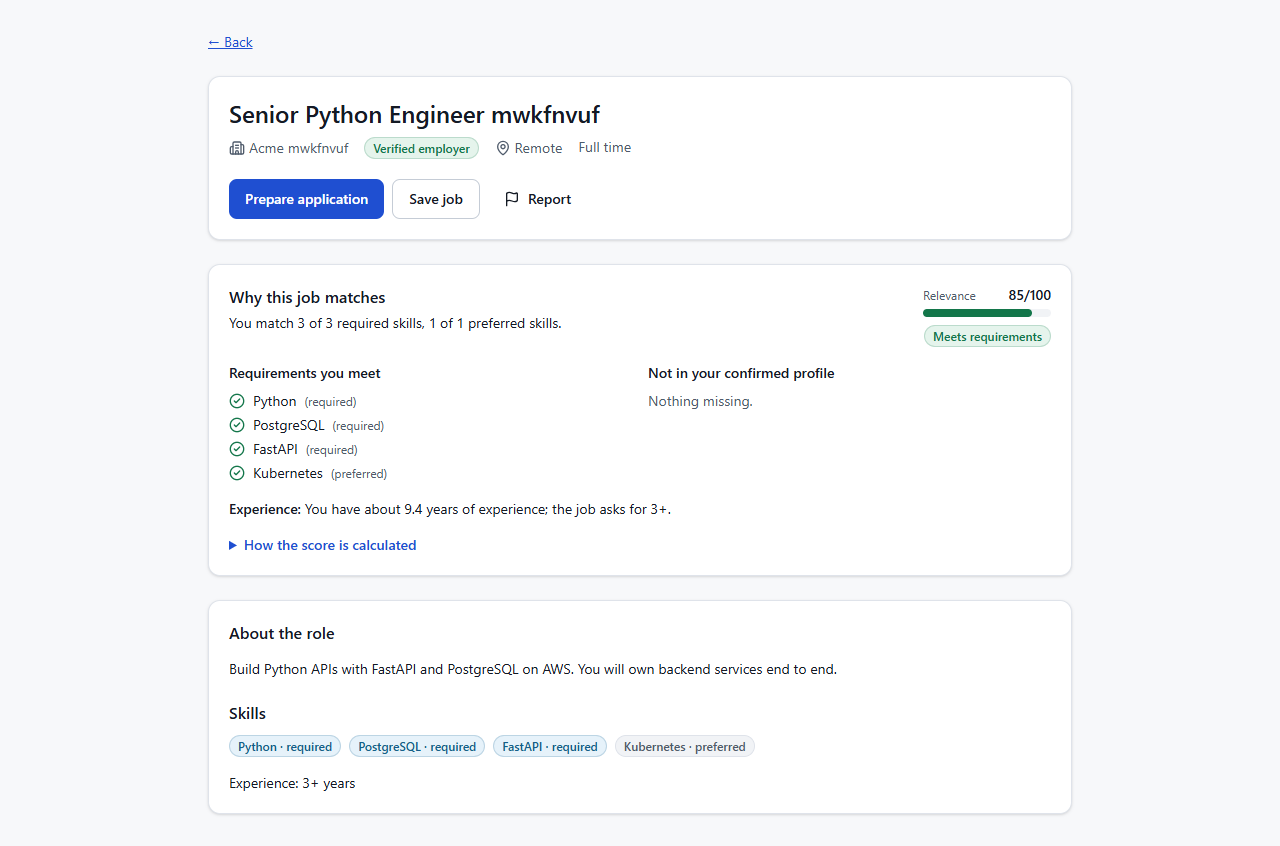 ← Back
Senior Python Engineer mwkfnvuf
Acme mwkfnvuf Verified employer Remote Full time
Prepare application Save job Report
Why this job matches
You match 3 of 3 required skills, 1 of 1 preferred skills.
Relevance 85/100
Meets requirements
Requirements you meet
Python (required)
PostgreSQL (required)
FastAPI (required)
Kubernetes (preferred)
Not in your confirmed profile
Nothing missing.
Experience: You have about 9.4 years of experience; the job asks for 3+.
How the score is calculated
About the role
Build Python APIs with FastAPI and PostgreSQL on AWS. You will own backend services end to end.
Skills
Python · required PostgreSQL · required FastAPI · required Kubernetes · preferred
Experience: 3+ years